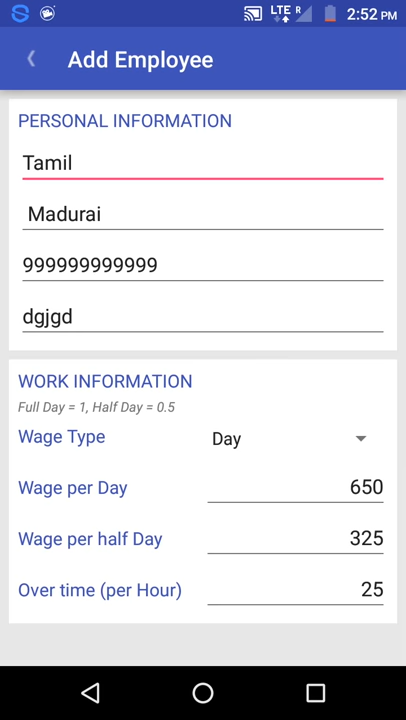 LTE R 2:52 PM
Add Employee
PERSONAL INFORMATION
Tamil
Madurai
999999999999
dgjgd
WORK INFORMATION
Full Day = 1, Half Day = 0.5
Wage Type Day
Wage per Day 650
Wage per half Day 325
Over time (per Hour) 25